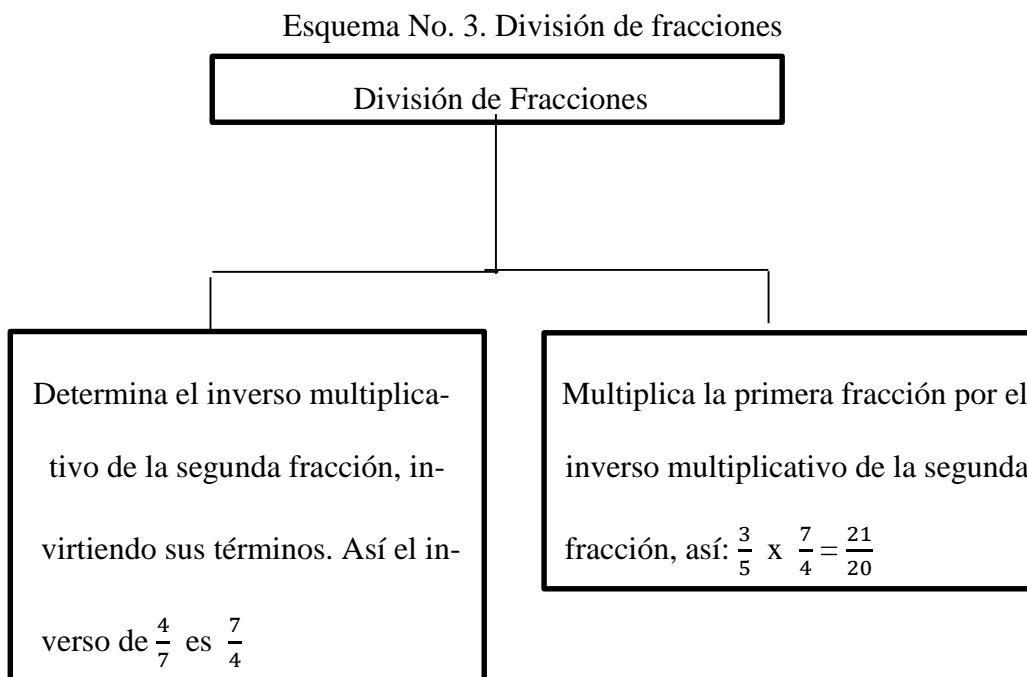 Esquema No. 3. División de fracciones
División de Fracciones
Determina el inverso multiplica-
tivo de la segunda fracción, in-
virtiendo sus términos. Así el in-
verso de 4/7 es 7/4
Multiplica la primera fracción por el
inverso multiplicativo de la segunda
fracción, así: 3/5 x 7/4 = 21/20